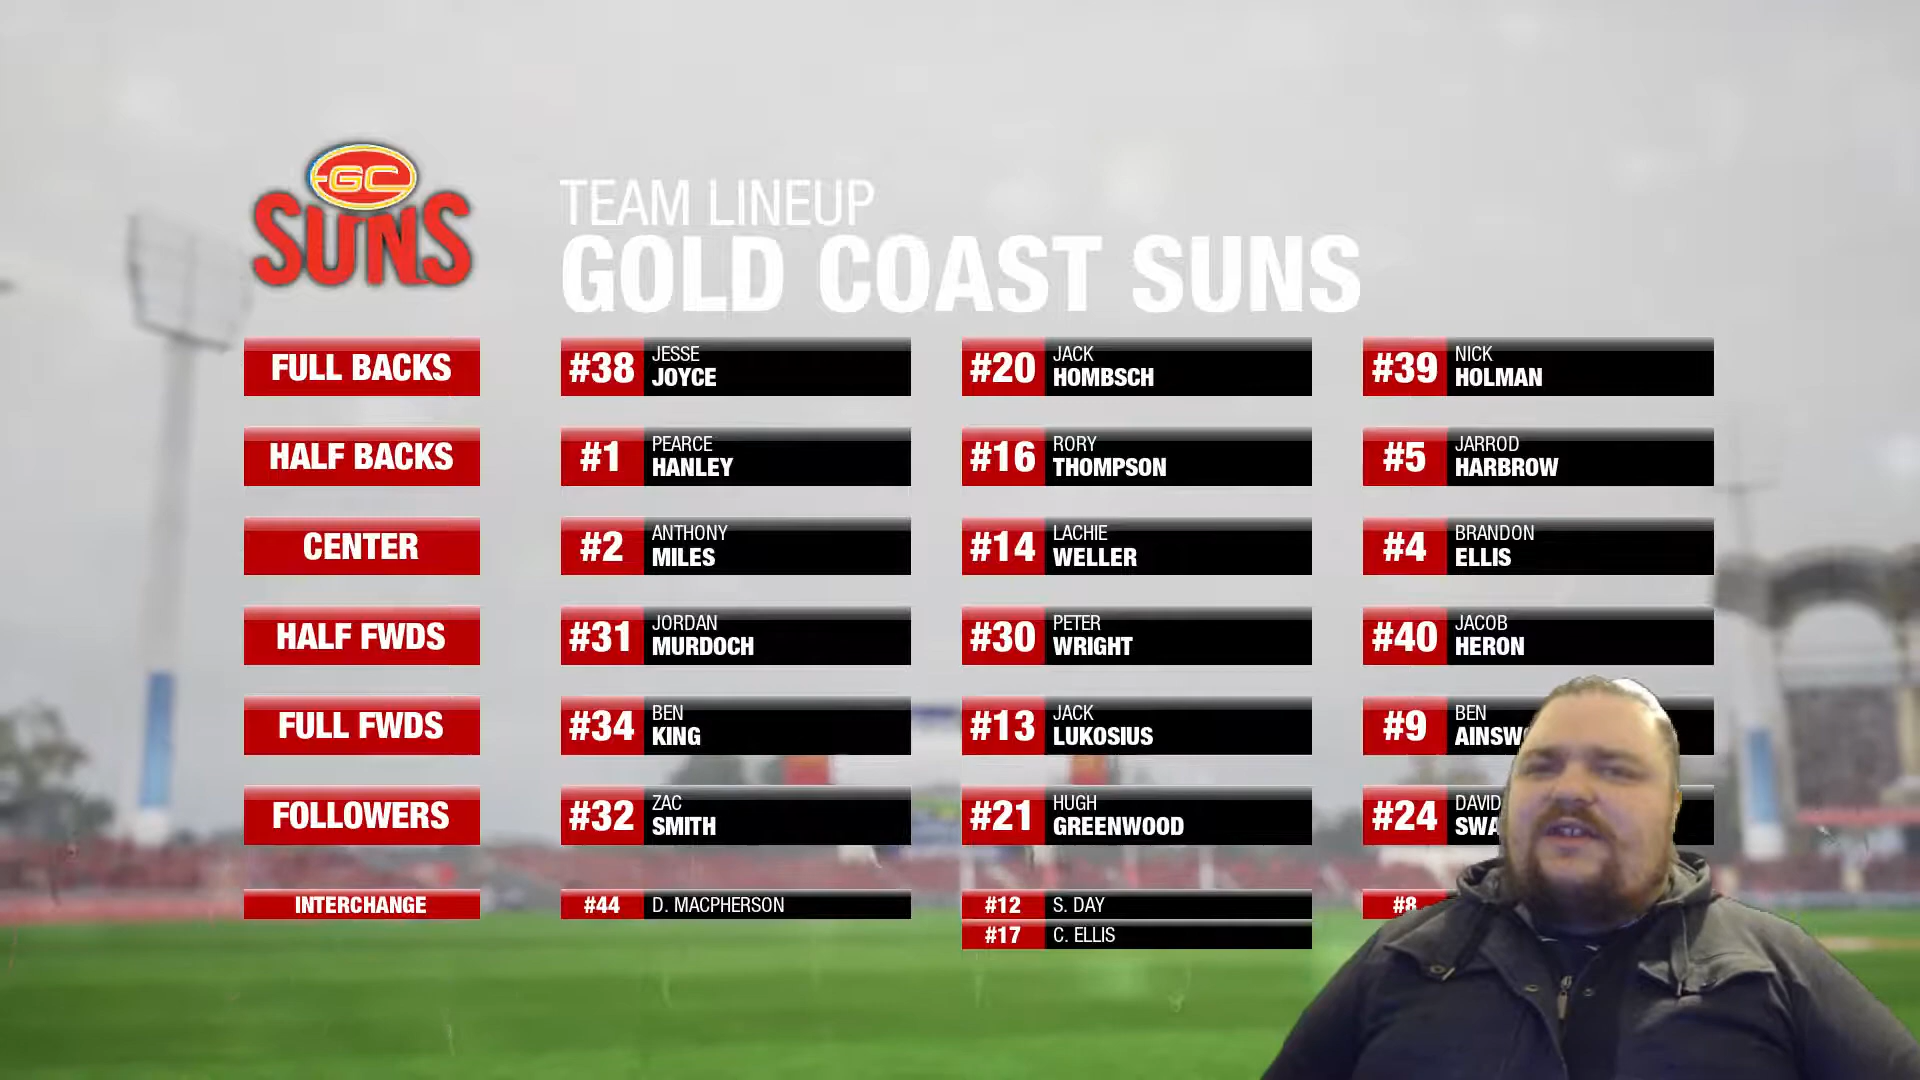 GC
SUNS
TEAM LINEUP
GOLD COAST SUNS
FULL BACKS
#38 JESSE JOYCE
#20 JACK HOMBSCH
#39 NICK HOLMAN
HALF BACKS
#1 PEARCE HANLEY
#16 RORY THOMPSON
#5 JARROD HARBROW
CENTER
#2 ANTHONY MILES
#14 LACHIE WELLER
#4 BRANDON ELLIS
HALF FWDS
#31 JORDAN MURDOCH
#30 PETER WRIGHT
#40 JACOB HERON
FULL FWDS
#34 BEN KING
#13 JACK LUKOSIUS
#9 BEN
FOLLOWERS
#32 ZAC SMITH
#21 HUGH GREENWOOD
#24 DAVID
INTERCHANGE
#44 D. MACPHERSON
#12 S. DAY
#8
#17 C. ELLIS